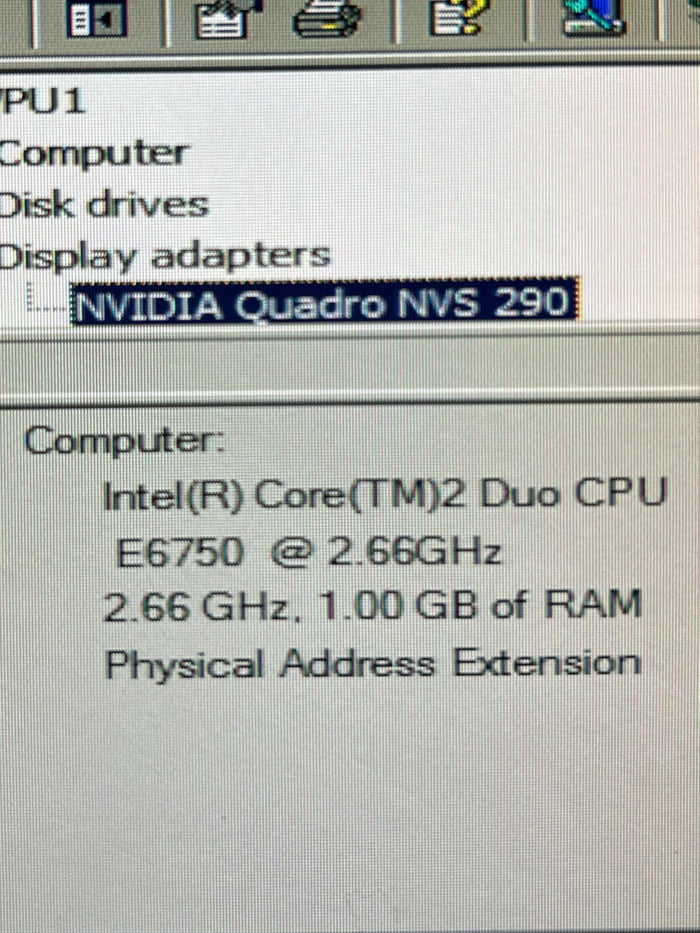 PU1
Computer
Disk drives
Display adapters
NVIDIA Quadro NVS 290
Computer:
Intel(R) Core(TM)2 Duo CPU
E6750 @ 2.66GHz
2.66 GHz, 1.00 GB of RAM
Physical Address Extension